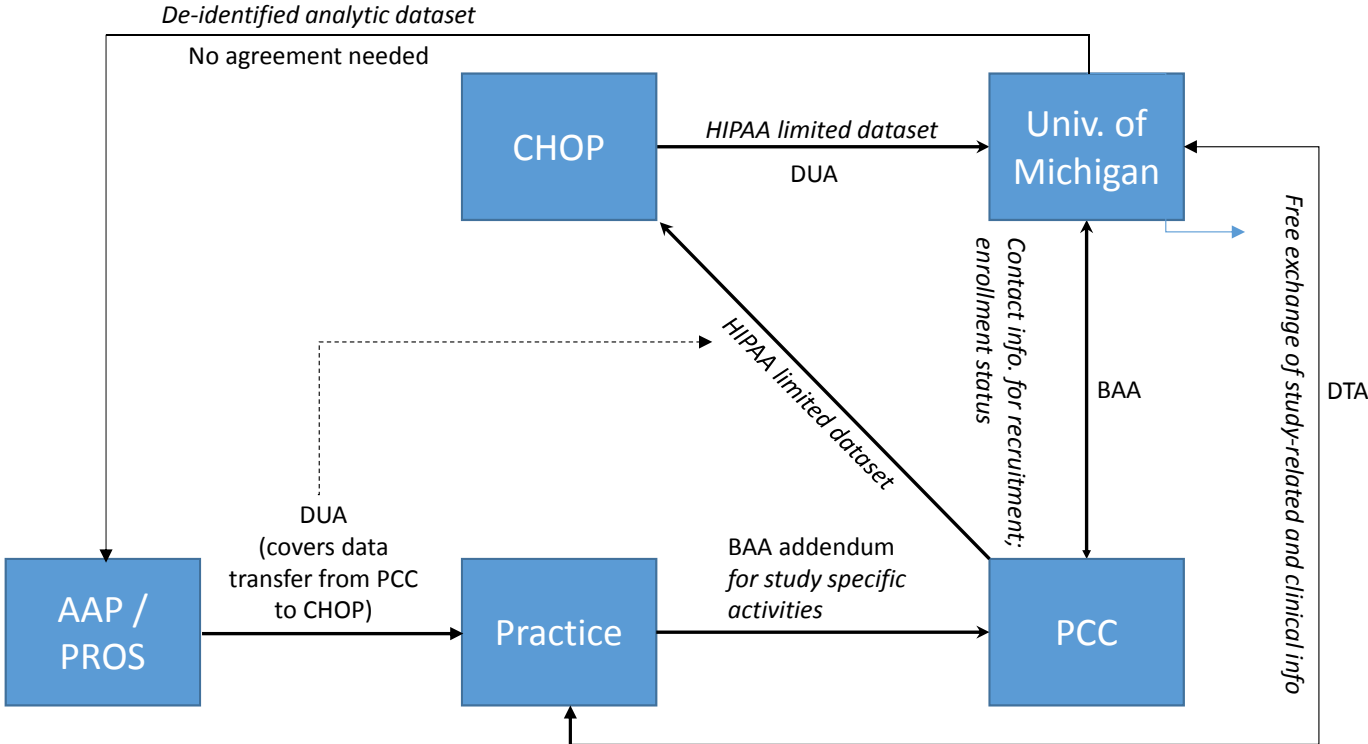 De-identified analytic dataset
No agreement needed
CHOP
HIPAA limited dataset
DUA
Univ. of
Michigan
Free exchange of study-related and clinical info
DTA
Contact info. for recruitment;
enrollment status
BAA
HIPAA limited dataset
DUA
(covers data
transfer from PCC
to CHOP)
BAA addendum
for study specific
activities
AAP /
PROS
Practice
PCC